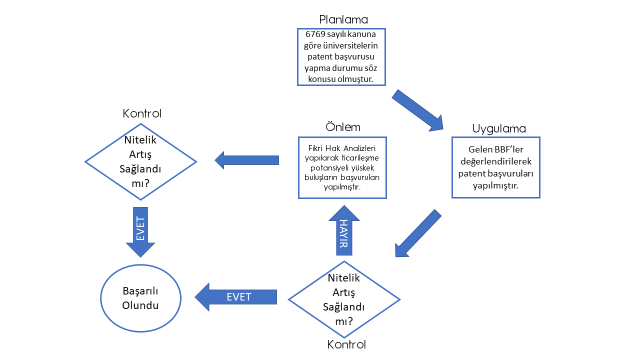 Planlama
6769 sayılı kanuna
göre üniversitelerin
patent başvurusu
yapma durumu söz
konusu olmuştur.
Uygulama
Gelen BBF'ler
değerlendirilerek
patent başvuruları
yapılmıştır.
Kontrol
Nitelik
Artış
Sağlandı
mı?
HAYIR
EVET
Önlem
Fikri Hak Analizleri
yapılarak ticarileşme
potansiyeli yüskek
buluşların başvuruları
yapılmıştır.
Kontrol
Nitelik
Artış
Sağlandı
mı?
EVET
Başarılı
Olundu